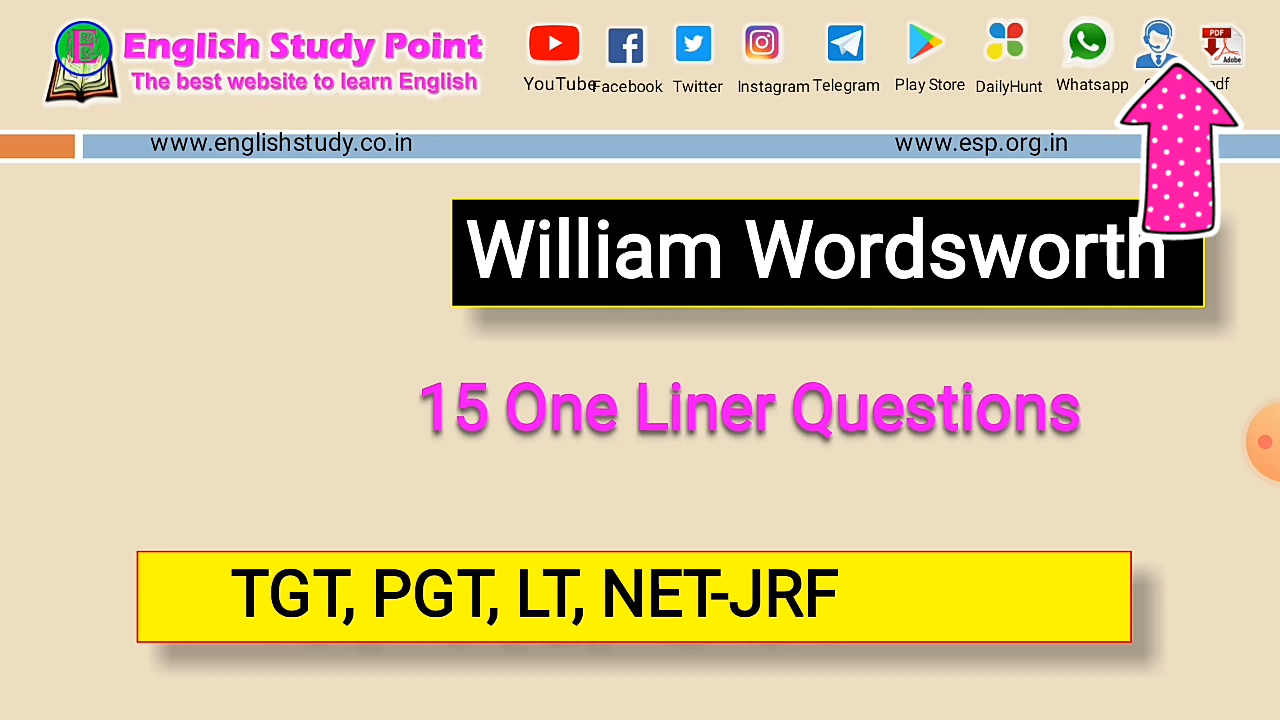 English Study Point
The best website to learn English
YouTube Facebook Twitter Instagram Telegram Play Store DailyHunt Whatsapp pdf
PDF
Adobe
www.englishstudy.co.in www.esp.org.in
William Wordsworth
15 One Liner Questions
TGT, PGT, LT, NET-JRF